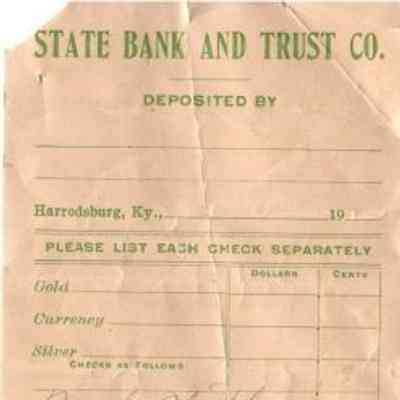 STATE BANK AND TRUST CO.
DEPOSITED BY
Harrodsburg, Ky., 19
PLEASE LIST EACH CHECK SEPARATELY
DOLLARS CENTS
Gold
Currency
Silver
CHECKS AS FOLLOWS